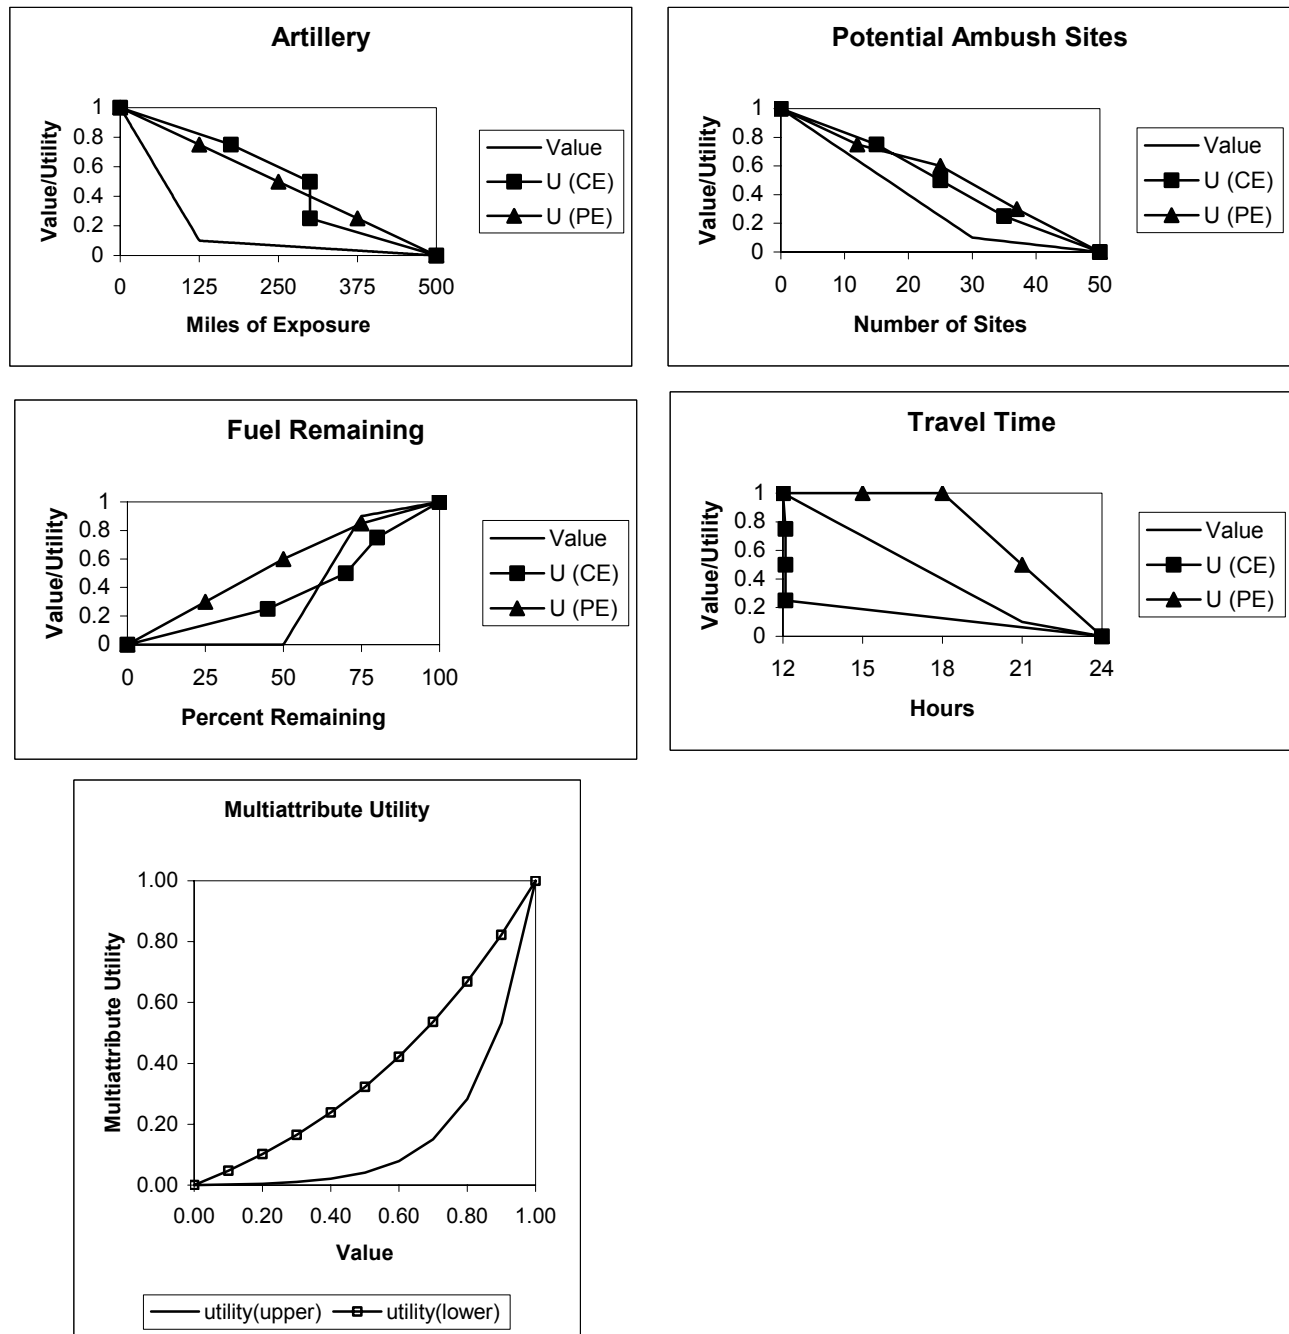 Artillery
1
0.8
0.6
0.4
0.2
0
Value/Utility
0
125
250
375
500
Miles of Exposure
Value
U (CE)
U (PE)
Potential Ambush Sites
1
0.8
0.6
0.4
0.2
0
Value/Utility
0
10
20
30
40
50
Number of Sites
Value
U (CE)
U (PE)
Fuel Remaining
1
0.8
0.6
0.4
0.2
0
Value/Utility
0
25
50
75
100
Percent Remaining
Value
U (CE)
U (PE)
Travel Time
1
0.8
0.6
0.4
0.2
0
Value/Utility
12
15
18
21
24
Hours
Value
U (CE)
U (PE)
Multiattribute Utility
1.00
0.80
0.60
0.40
0.20
0.00
Multiattribute Utility
0.00
0.20
0.40
0.60
0.80
1.00
Value
utility(upper)
utility(lower)